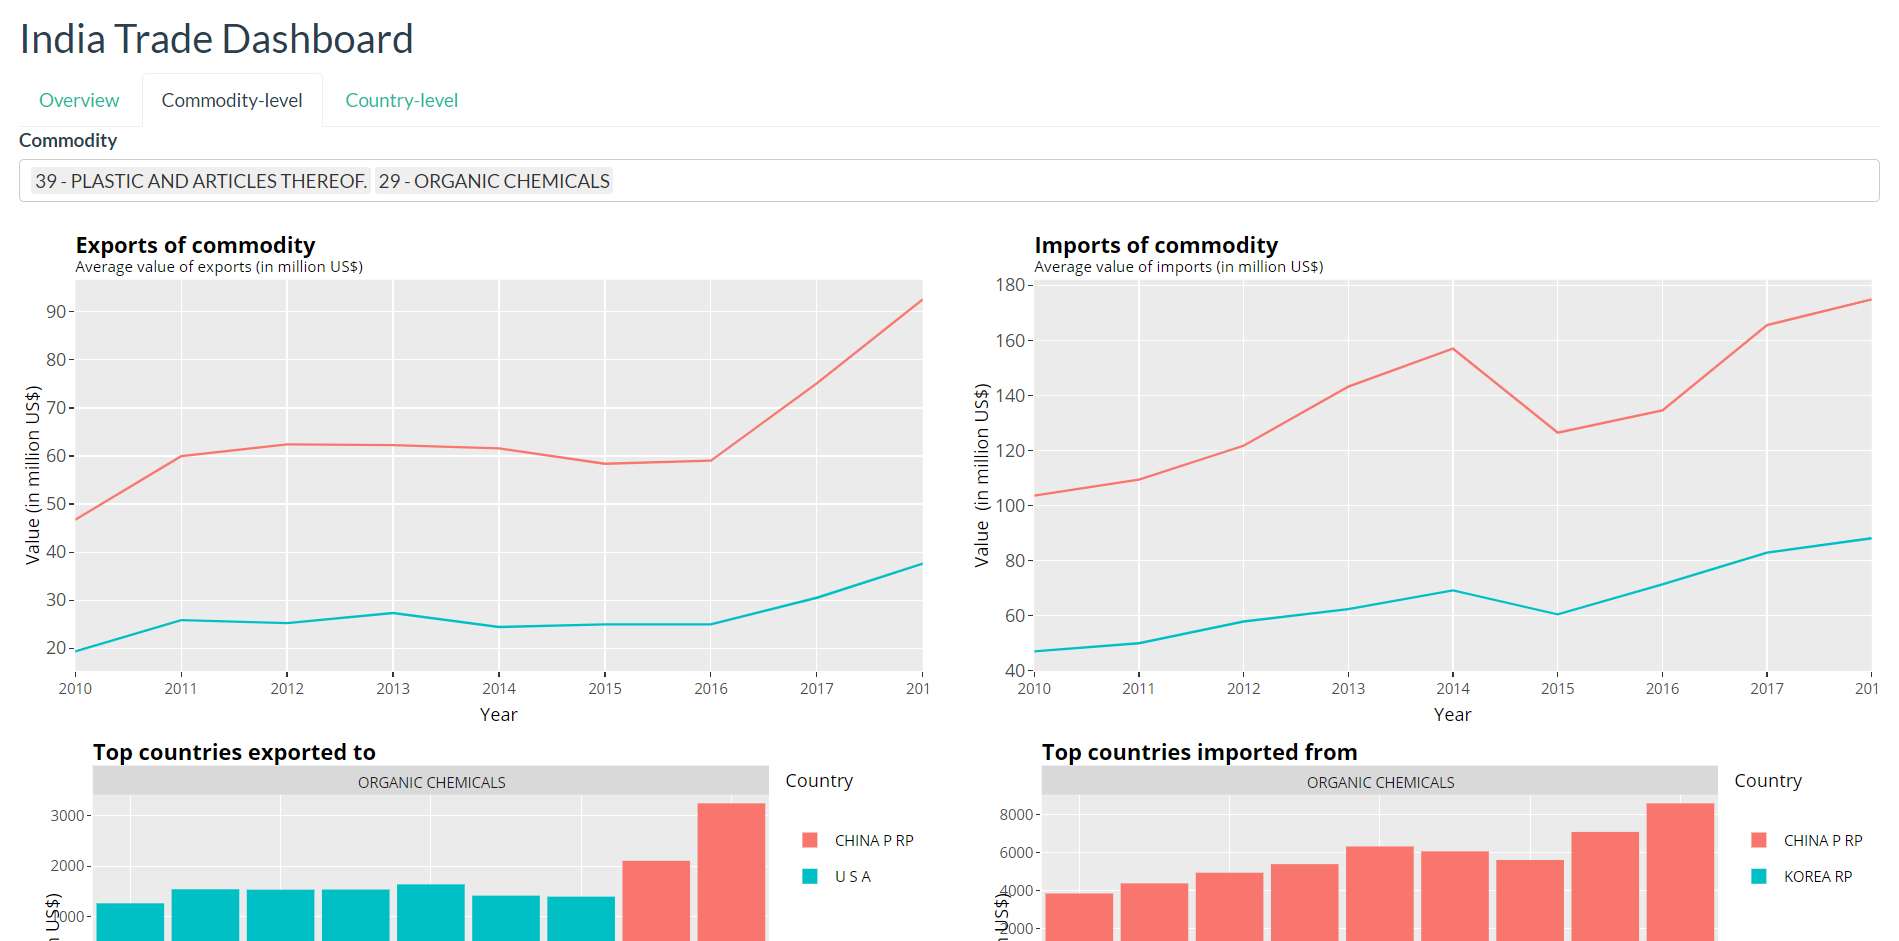 India Trade Dashboard
Overview Commodity-level Country-level
Commodity
39 - PLASTIC AND ARTICLES THEREOF. 29 - ORGANIC CHEMICALS
Exports of commodity
Average value of exports (in million US$)
90
80
70
60
50
40
30
20
Value (in million US$)
2010 2011 2012 2013 2014 2015 2016 2017 201
Year
Imports of commodity
Average value of imports (in million US$)
180
160
140
120
100
80
60
40
Value (in million US$)
2010 2011 2012 2013 2014 2015 2016 2017 201
Year
Top countries exported to
ORGANIC CHEMICALS
3000
2000
US$)
Country
CHINA P RP
U S A
Top countries imported from
ORGANIC CHEMICALS
8000
6000
4000
2000
US$)
Country
CHINA P RP
KOREA RP